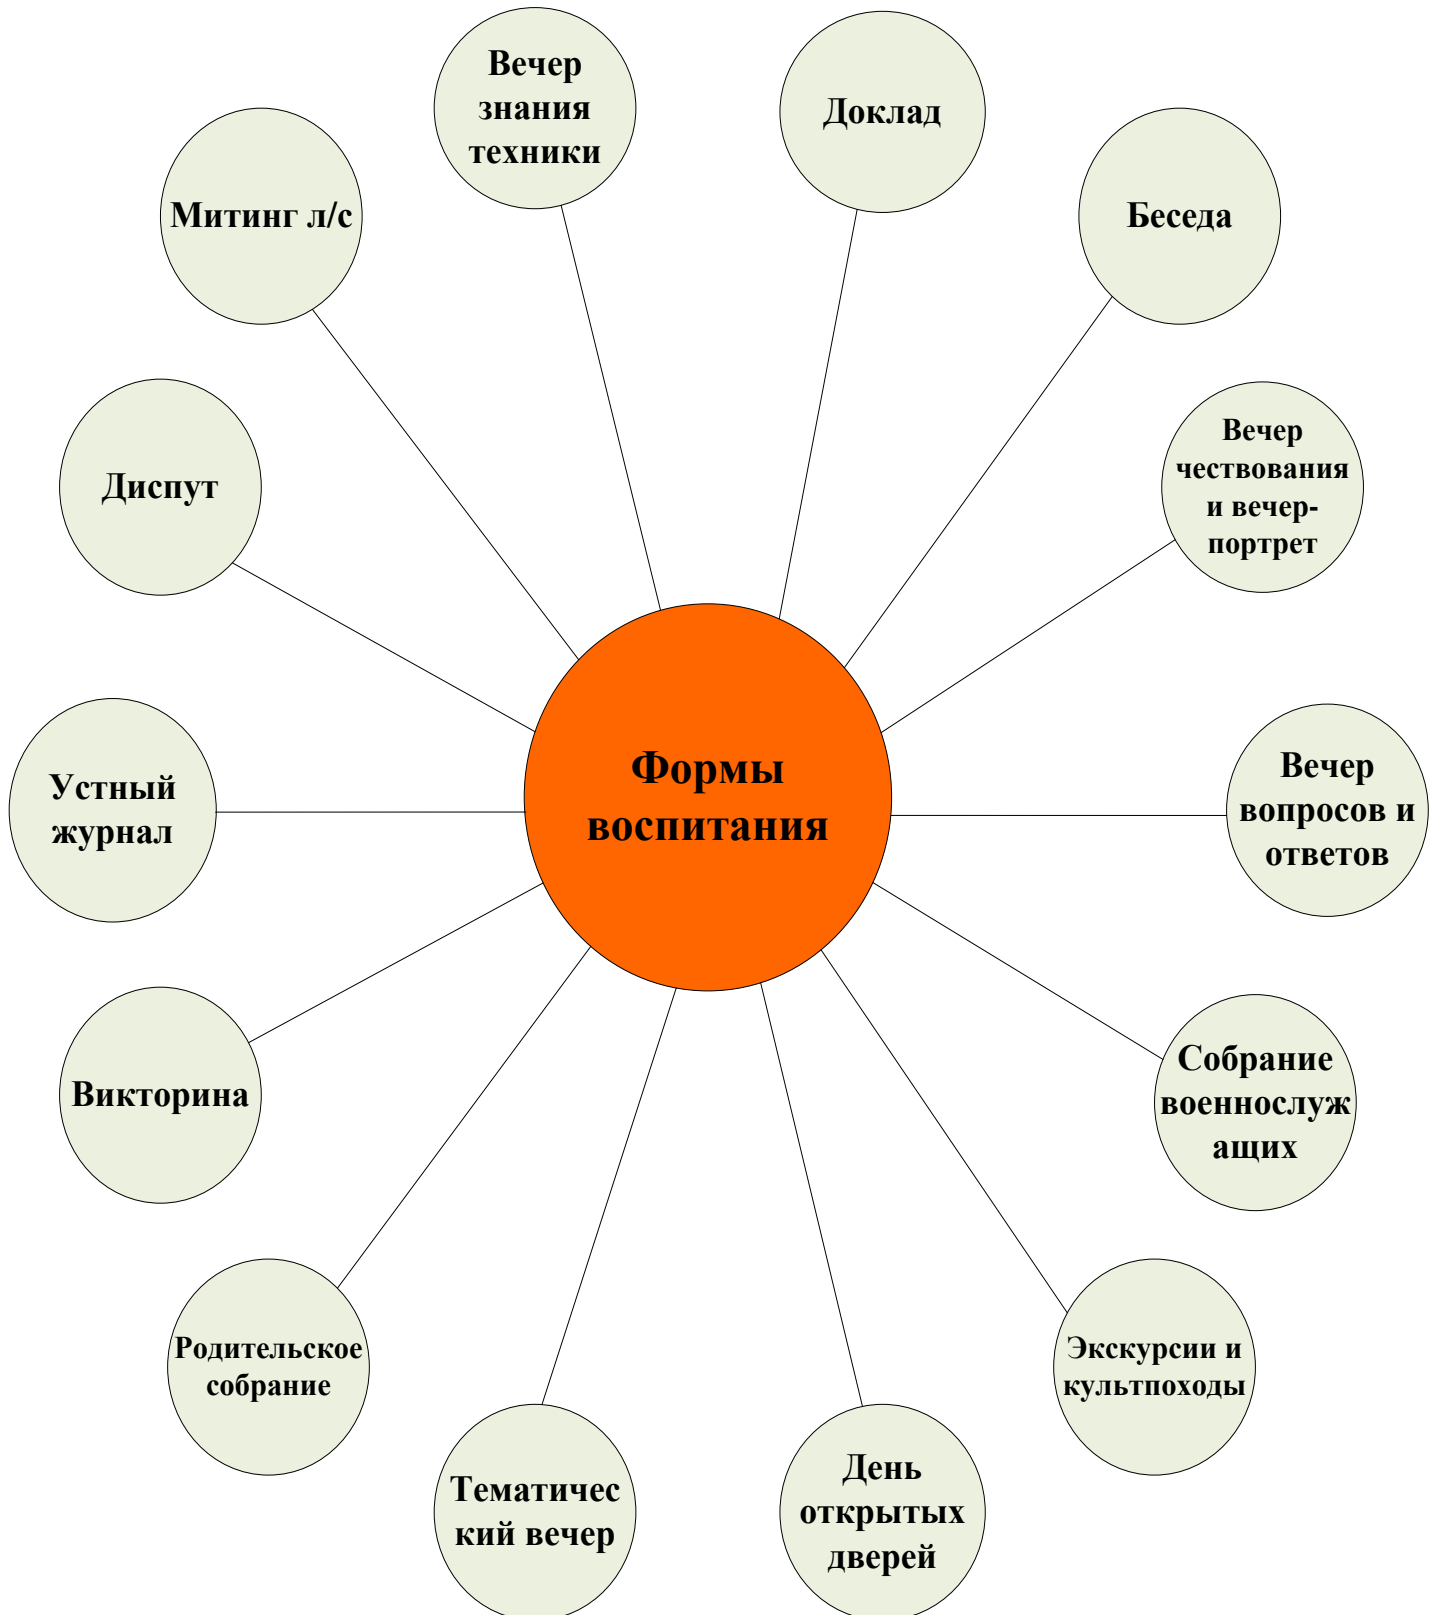 Вечер
знания
техники
Доклад
Митинг л/с
Беседа
Диспут
Вечер
чествования
и вечер-
портрет
Устный
журнал
Формы
воспитания
Вечер
вопросов и
ответов
Викторина
Собрание
военнослуж
ащих
Родительское
собрание
Экскурсии и
культпоходы
Тематичес
кий вечер
День
открытых
дверей